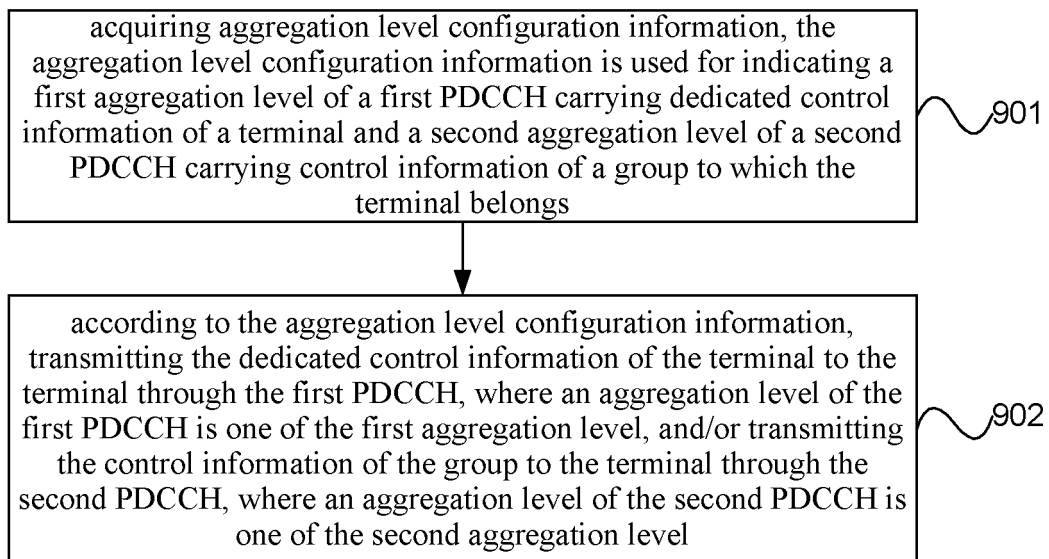 acquiring aggregation level configuration information, the
aggregation level configuration information is used for indicating a
first aggregation level of a first PDCCH carrying dedicated control
information of a terminal and a second aggregation level of a second
PDCCH carrying control information of a group to which the
terminal belongs
901
according to the aggregation level configuration information,
transmitting the dedicated control information of the terminal to the
terminal through the first PDCCH, where an aggregation level of the
first PDCCH is one of the first aggregation level, and/or transmitting
the control information of the group to the terminal through the
second PDCCH, where an aggregation level of the second PDCCH is
one of the second aggregation level
902